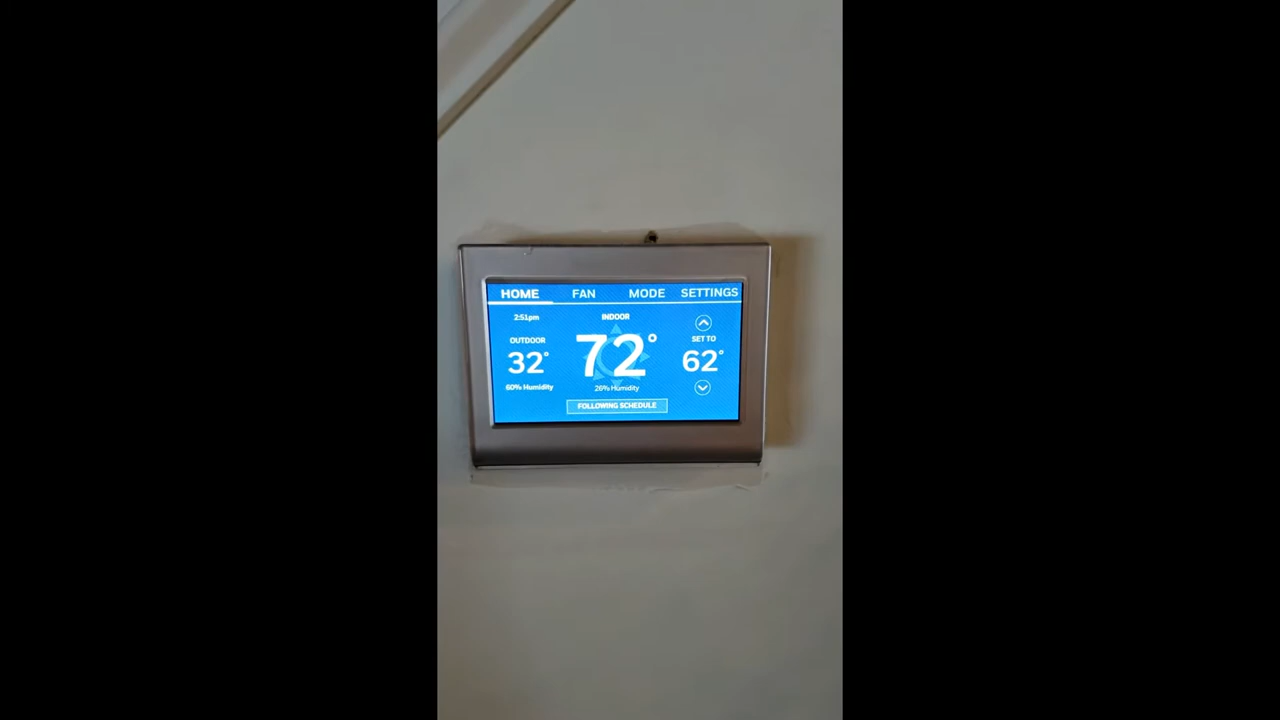 HOME FAN MODE SETTINGS
2:51pm INDOOR
OUTDOOR SET TO
32° 72° 62°
60% Humidity 26% Humidity
FOLLOWING SCHEDULE